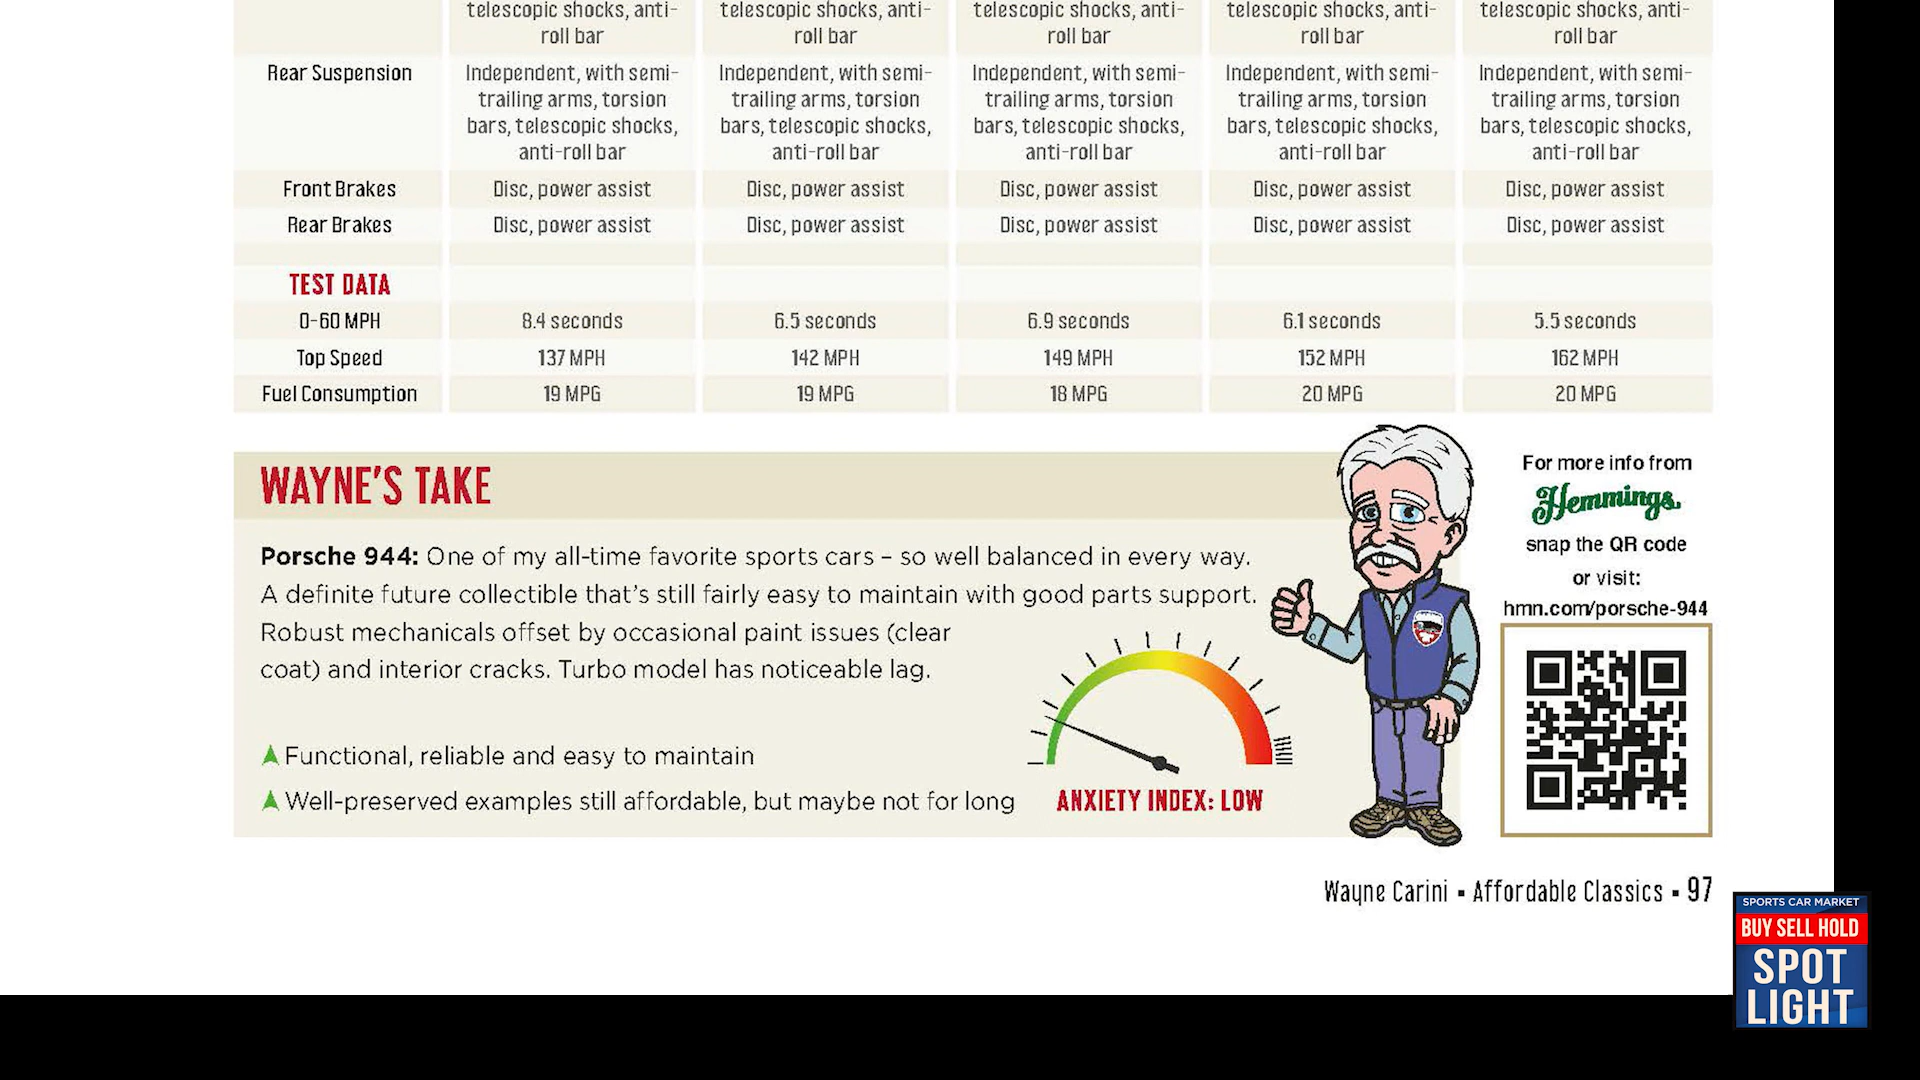 telescopic shocks, anti- telescopic shocks, anti- telescopic shocks, anti- telescopic shocks, anti- telescopic shocks, anti-
roll bar roll bar roll bar roll bar roll bar
Rear Suspension Independent, with semi- Independent, with semi- Independent, with semi- Independent, with semi- Independent, with semi-
trailing arms, torsion trailing arms, torsion trailing arms, torsion trailing arms, torsion trailing arms, torsion
bars, telescopic shocks, bars, telescopic shocks, bars, telescopic shocks, bars, telescopic shocks, bars, telescopic shocks,
anti-roll bar anti-roll bar anti-roll bar anti-roll bar anti-roll bar
Front Brakes Disc, power assist Disc, power assist Disc, power assist Disc, power assist Disc, power assist
Rear Brakes Disc, power assist Disc, power assist Disc, power assist Disc, power assist Disc, power assist
TEST DATA
0-60 MPH 8.4 seconds 6.5 seconds 6.9 seconds 6.1 seconds 5.5 seconds
Top Speed 137 MPH 142 MPH 149 MPH 152 MPH 162 MPH
Fuel Consumption 19 MPG 19 MPG 18 MPG 20 MPG 20 MPG
WAYNE'S TAKE
Porsche 944: One of my all-time favorite sports cars – so well balanced in every way.
A definite future collectible that's still fairly easy to maintain with good parts support.
Robust mechanicals offset by occasional paint issues (clear
coat) and interior cracks. Turbo model has noticeable lag.
Functional, reliable and easy to maintain
Well-preserved examples still affordable, but maybe not for long
ANXIETY INDEX: LOW
For more info from
Hemmings
snap the QR code
or visit:
hmn.com/porsche-944
Wayne Carini ▪ Affordable Classics ▪ 97
SPORTS CAR MARKET
BUY SELL HOLD
SPOT
LIGHT